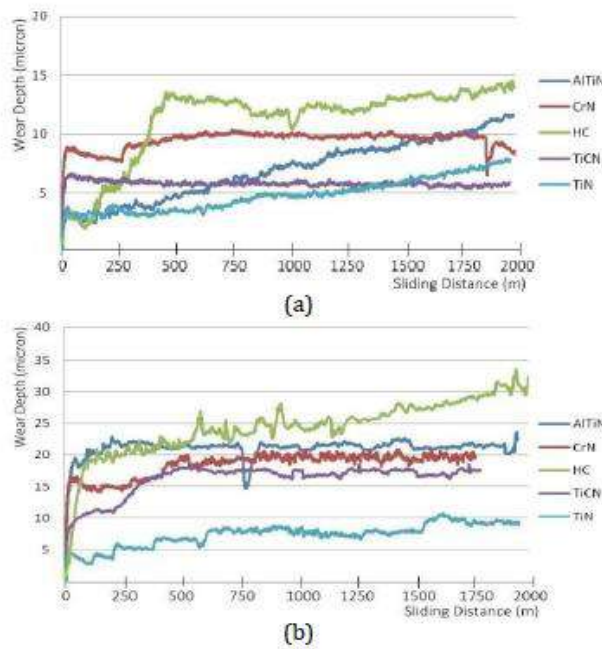 20
15
10
5
Wear Depth (micron)
0 250 500 750 1000 1250 1500 1750 2000
Sliding Distance (m)
AlTiN
CrN
HC
TiCN
TiN
(a)
40
35
30
25
20
15
10
5
Wear Depth (micron)
0 250 500 750 1000 1250 1500 1750 2000
Sliding Distance (m)
AlTiN
CrN
HC
TiCN
TiN
(b)